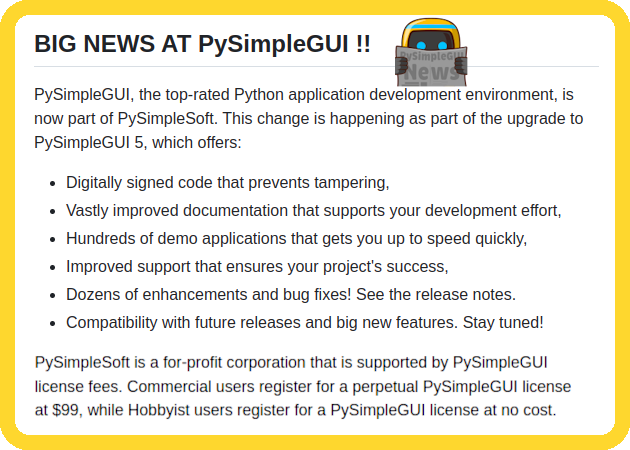 BIG NEWS AT PySimpleGUI !!
PySimpleGUI
News
PySimpleGUI, the top-rated Python application development environment, is
now part of PySimpleSoft. This change is happening as part of the upgrade to
PySimpleGUI 5, which offers:
• Digitally signed code that prevents tampering,
• Vastly improved documentation that supports your development effort,
• Hundreds of demo applications that gets you up to speed quickly,
• Improved support that ensures your project's success,
• Dozens of enhancements and bug fixes! See the release notes.
• Compatibility with future releases and big new features. Stay tuned!
PySimpleSoft is a for-profit corporation that is supported by PySimpleGUI
license fees. Commercial users register for a perpetual PySimpleGUI license
at $99, while Hobbyist users register for a PySimpleGUI license at no cost.